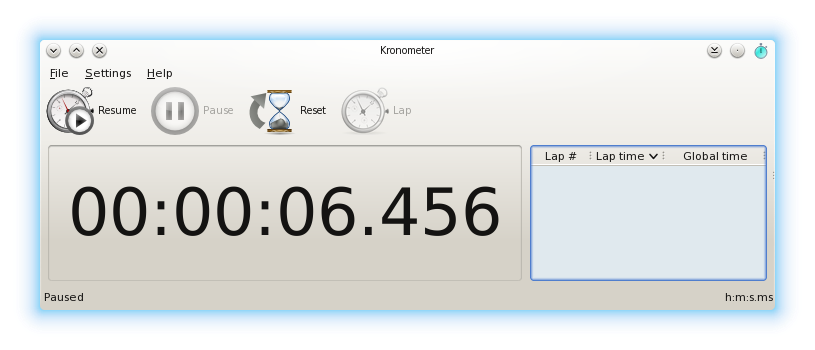 Kronometer
File Settings Help
Resume Pause Reset Lap
00:00:06.456
Lap # Lap time Global time
Paused h:m:s.ms